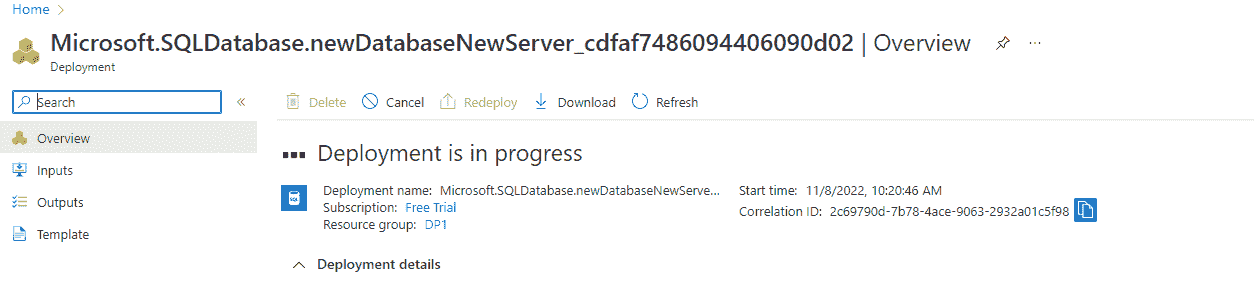 Home >
Microsoft.SQLDatabase.newDatabaseNewServer_cdfaf7486094406090d02 | Overview ...
Deployment
Search «
Delete Cancel Redeploy Download Refresh
Overview
Inputs
Outputs
Template
Deployment is in progress
SQL
Deployment name: Microsoft.SQLDatabase.newDatabaseNewServe...
Subscription: Free Trial
Resource group: DP1
Start time: 11/8/2022, 10:20:46 AM
Correlation ID: 2c69790d-7b78-4ace-9063-2932a01c5f98
Deployment details